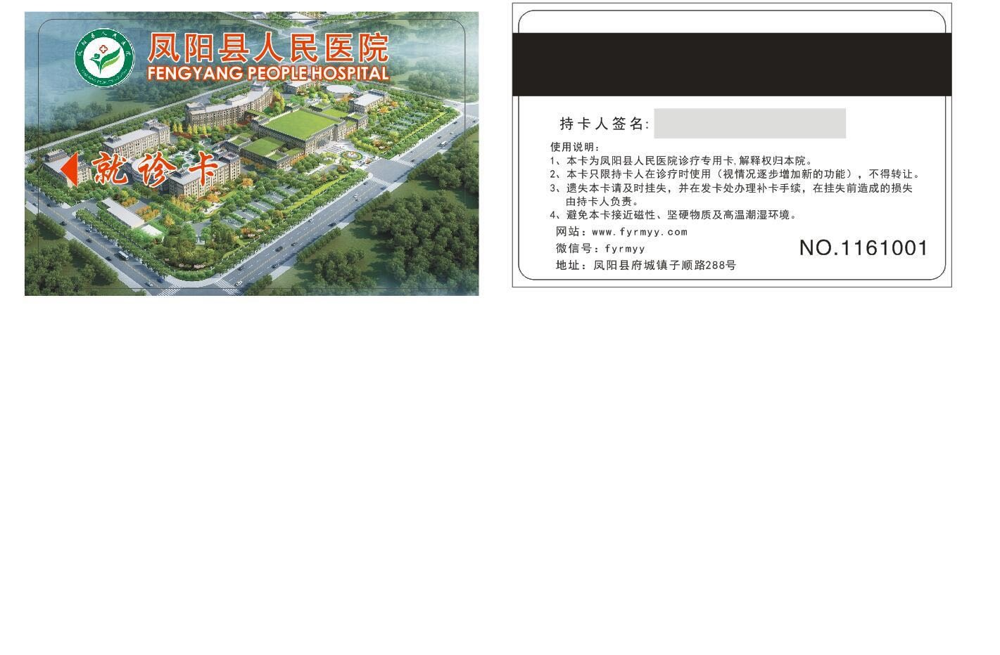 凤阳县人民医院
FENGYANG PEOPLE HOSPITAL
凤阳县人民医院
就诊卡
持卡人签名:
使用说明：
1、本卡为凤阳县人民医院诊疗专用卡,解释权归本院。
2、本卡只限持卡人在诊疗时使用（视情况逐步增加新的功能），不得转让。
3、遗失本卡请及时挂失，并在发卡处办理补卡手续，在挂失前造成的损失
由持卡人负责。
4、避免本卡接近磁性、坚硬物质及高温潮湿环境。
网站：www.fyrmyy.com
微信号：fyrmyy
地址：凤阳县府城镇子顺路288号
NO.1161001